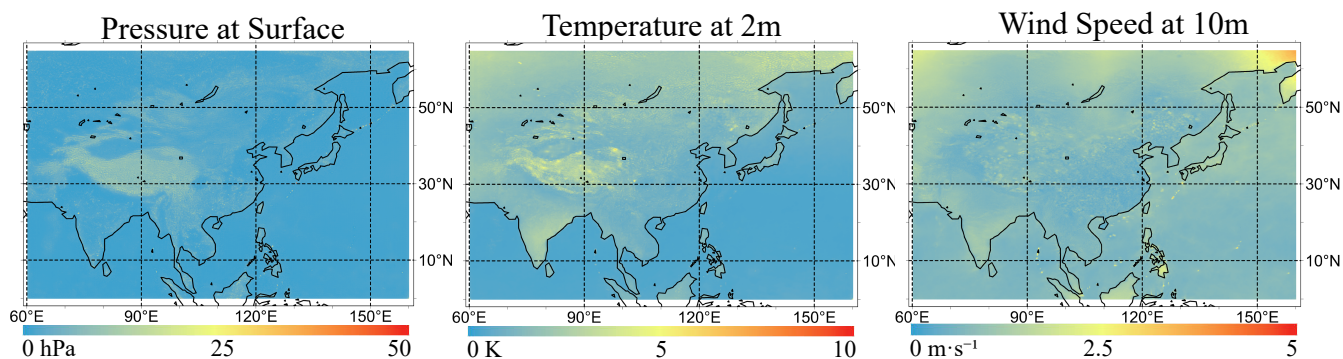 Pressure at Surface
Temperature at 2m
Wind Speed at 10m
50°N
30°N
10°N
60°E
90°E
120°E
150°E
0 hPa
25
50
50°N
30°N
10°N
60°E
90°E
120°E
150°E
0 K
5
10
50°N
30°N
10°N
60°E
90°E
120°E
150°E
0 m·s⁻¹
2.5
5